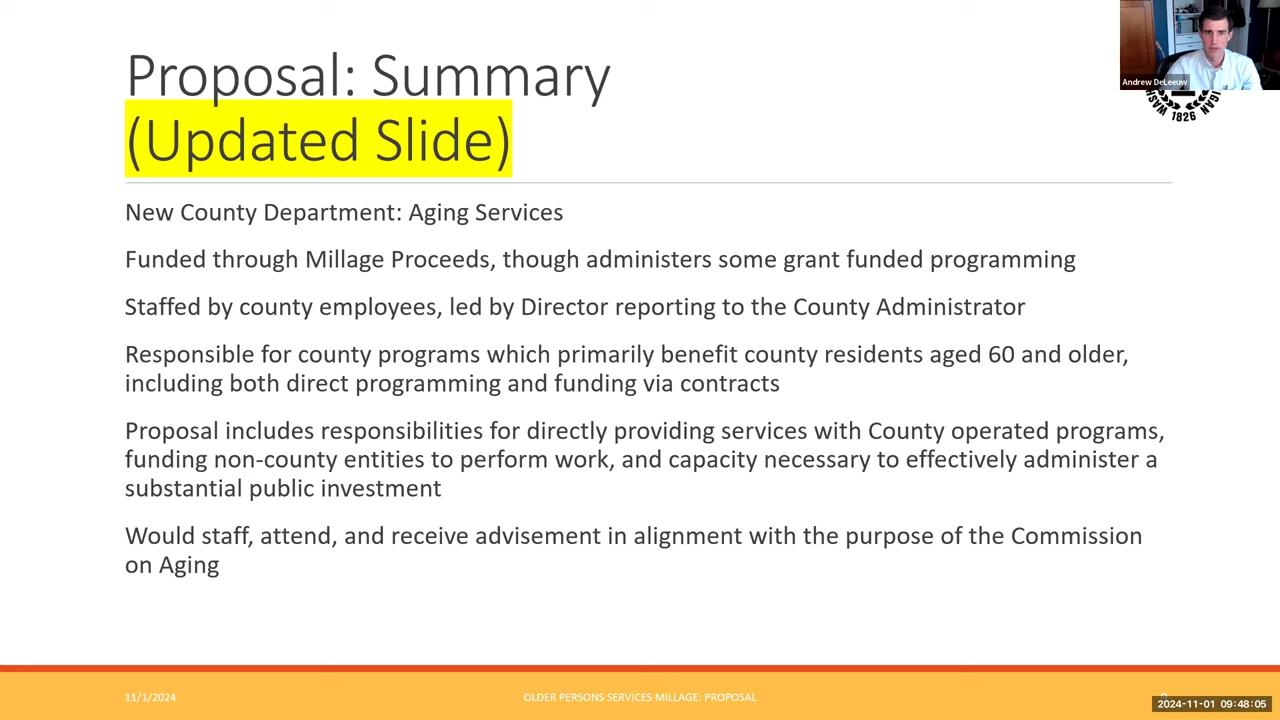 Proposal: Summary
(Updated Slide)
Andrew DeLeeuw
1826
New County Department: Aging Services
Funded through Millage Proceeds, though administers some grant funded programming
Staffed by county employees, led by Director reporting to the County Administrator
Responsible for county programs which primarily benefit county residents aged 60 and older,
including both direct programming and funding via contracts
Proposal includes responsibilities for directly providing services with County operated programs,
funding non-county entities to perform work, and capacity necessary to effectively administer a
substantial public investment
Would staff, attend, and receive advisement in alignment with the purpose of the Commission
on Aging
11/1/2024
OLDER PERSONS SERVICES MILLAGE: PROPOSAL
2024-11-01 09:48:05